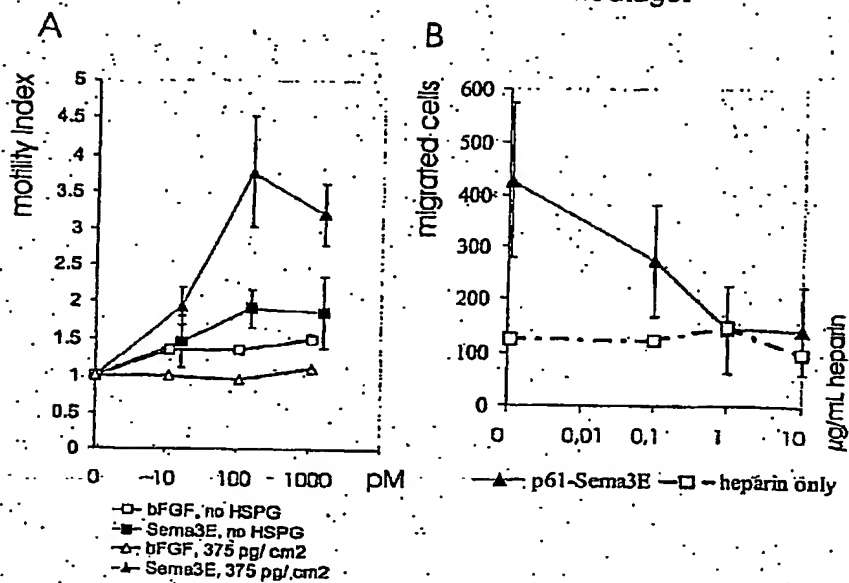 A
motility Index
5
4.5
4
3.5
3
2.5
2
1.5
1
0.5
0
0 10 100 1000 pM
bFGF, no HSPG
Sema3E, no HSPG
bFGF, 375 pg/cm2
Sema3E, 375 pg/cm2
B
migrated cells
600
500
400
300
200
100
0
0 0,01 0,1 1 10
µg/mL heparin
p61-Sema3E heparin only